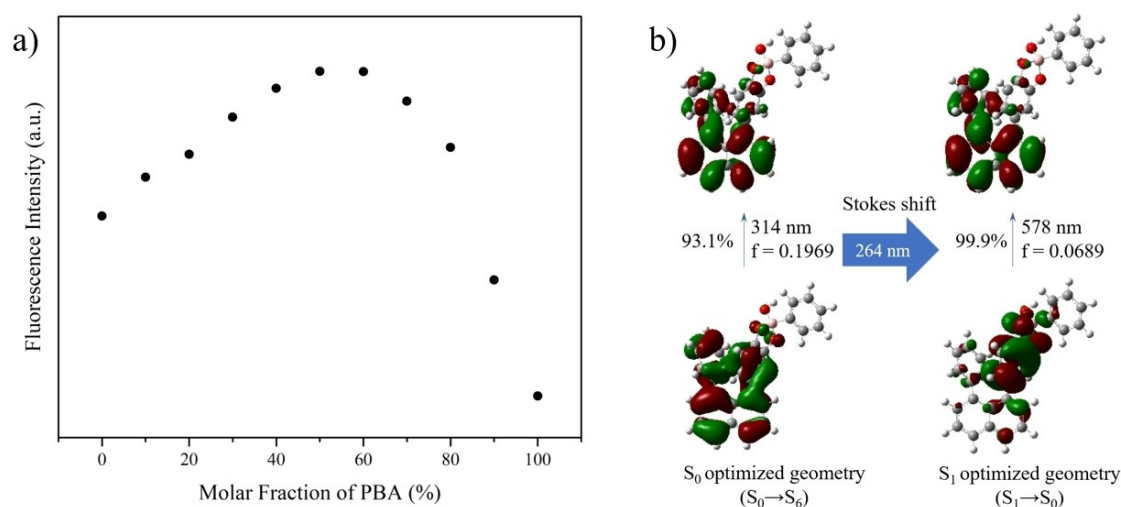 a)
Fluorescence Intensity (a.u.)
0
20
40
60
80
100
Molar Fraction of PBA (%)
b)
93.1%
314 nm
f = 0.1969
Stokes shift
264 nm
99.9%
578 nm
f = 0.0689
S₀ optimized geometry
(S₀→S₆)
S₁ optimized geometry
(S₁→S₀)